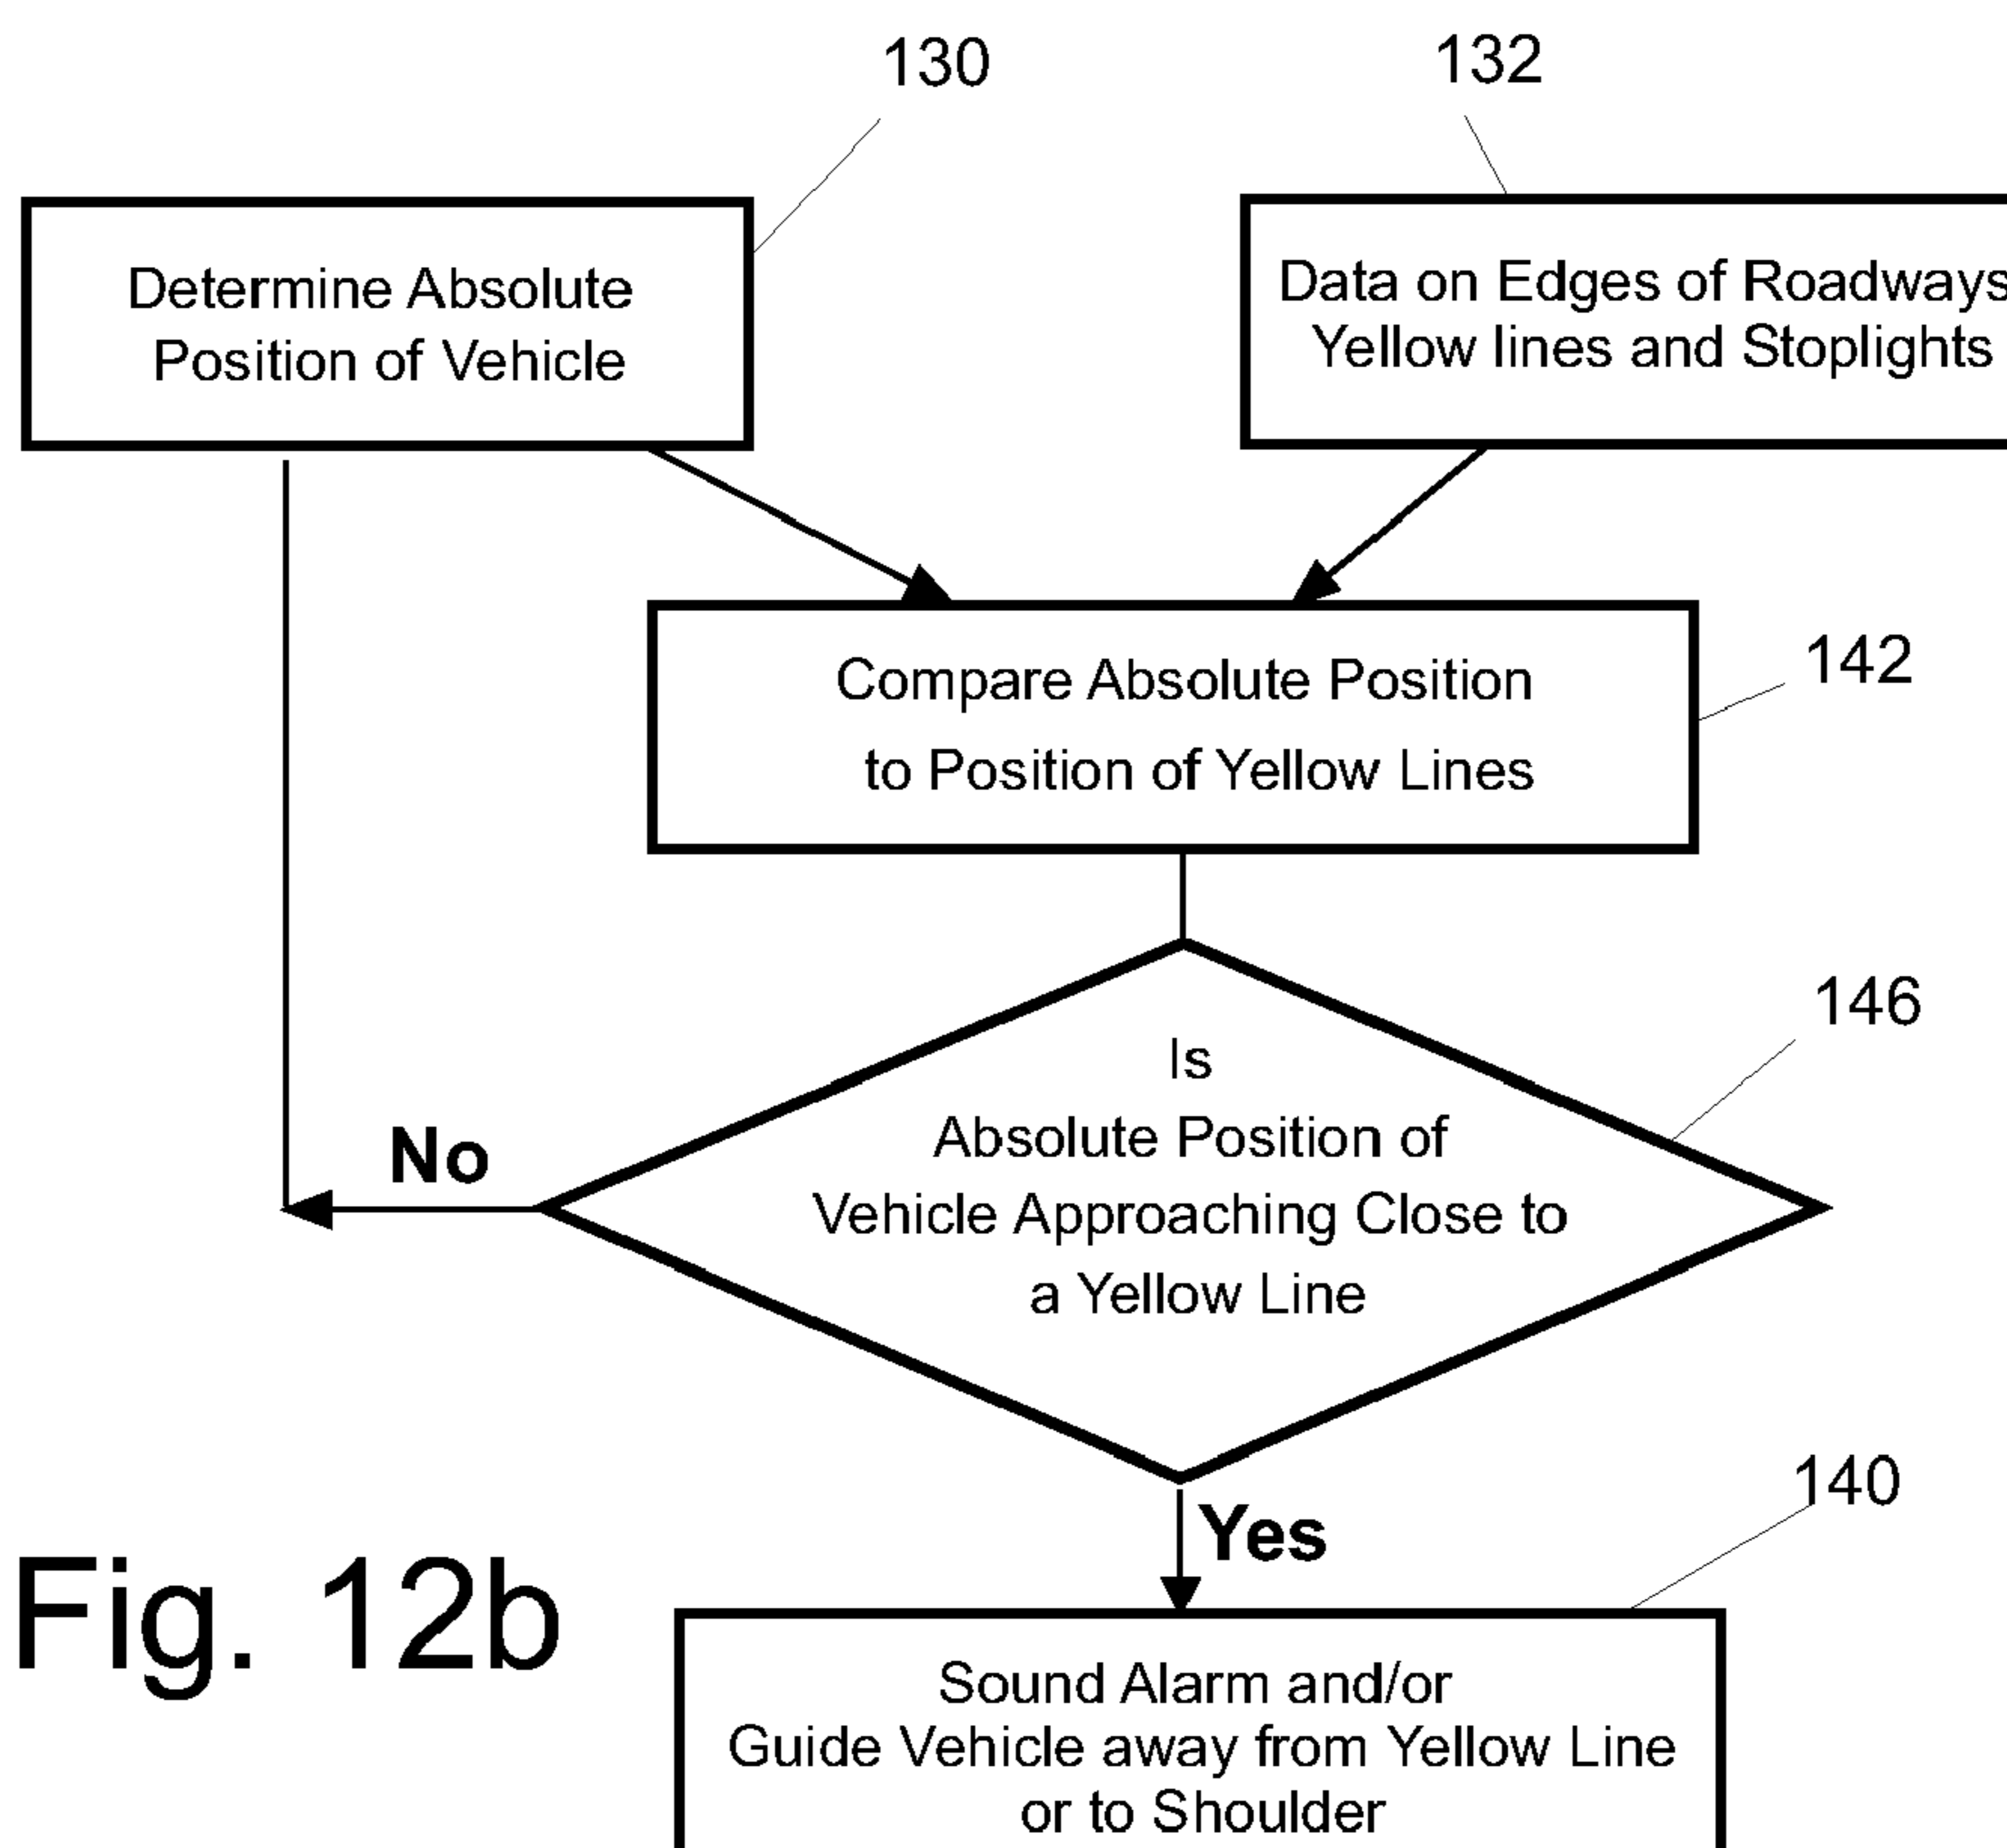 130
132
Determine Absolute
Position of Vehicle
Data on Edges of Roadways
Yellow lines and Stoplights
Compare Absolute Position
to Position of Yellow Lines
142
146
Is
Absolute Position of
Vehicle Approaching Close to
a Yellow Line
No
Yes
140
Fig. 12b
Sound Alarm and/or
Guide Vehicle away from Yellow Line
or to Shoulder